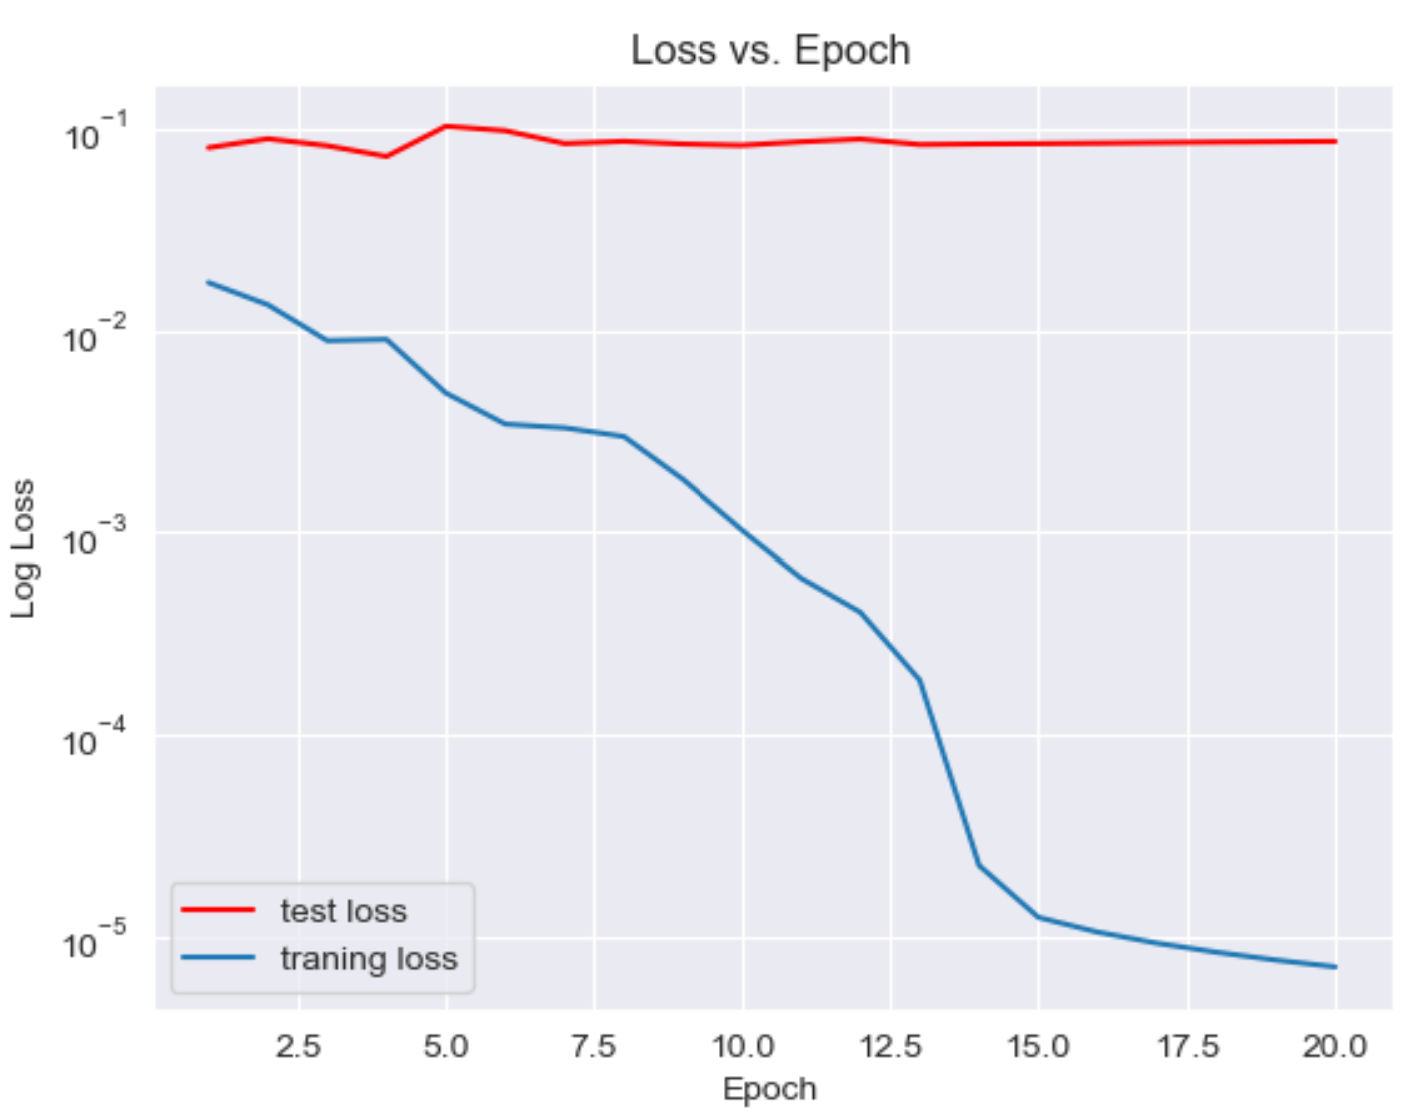 Loss vs. Epoch
10⁻¹
10⁻²
10⁻³
10⁻⁴
10⁻⁵
Log Loss
test loss
traning loss
2.5 5.0 7.5 10.0 12.5 15.0 17.5 20.0
Epoch